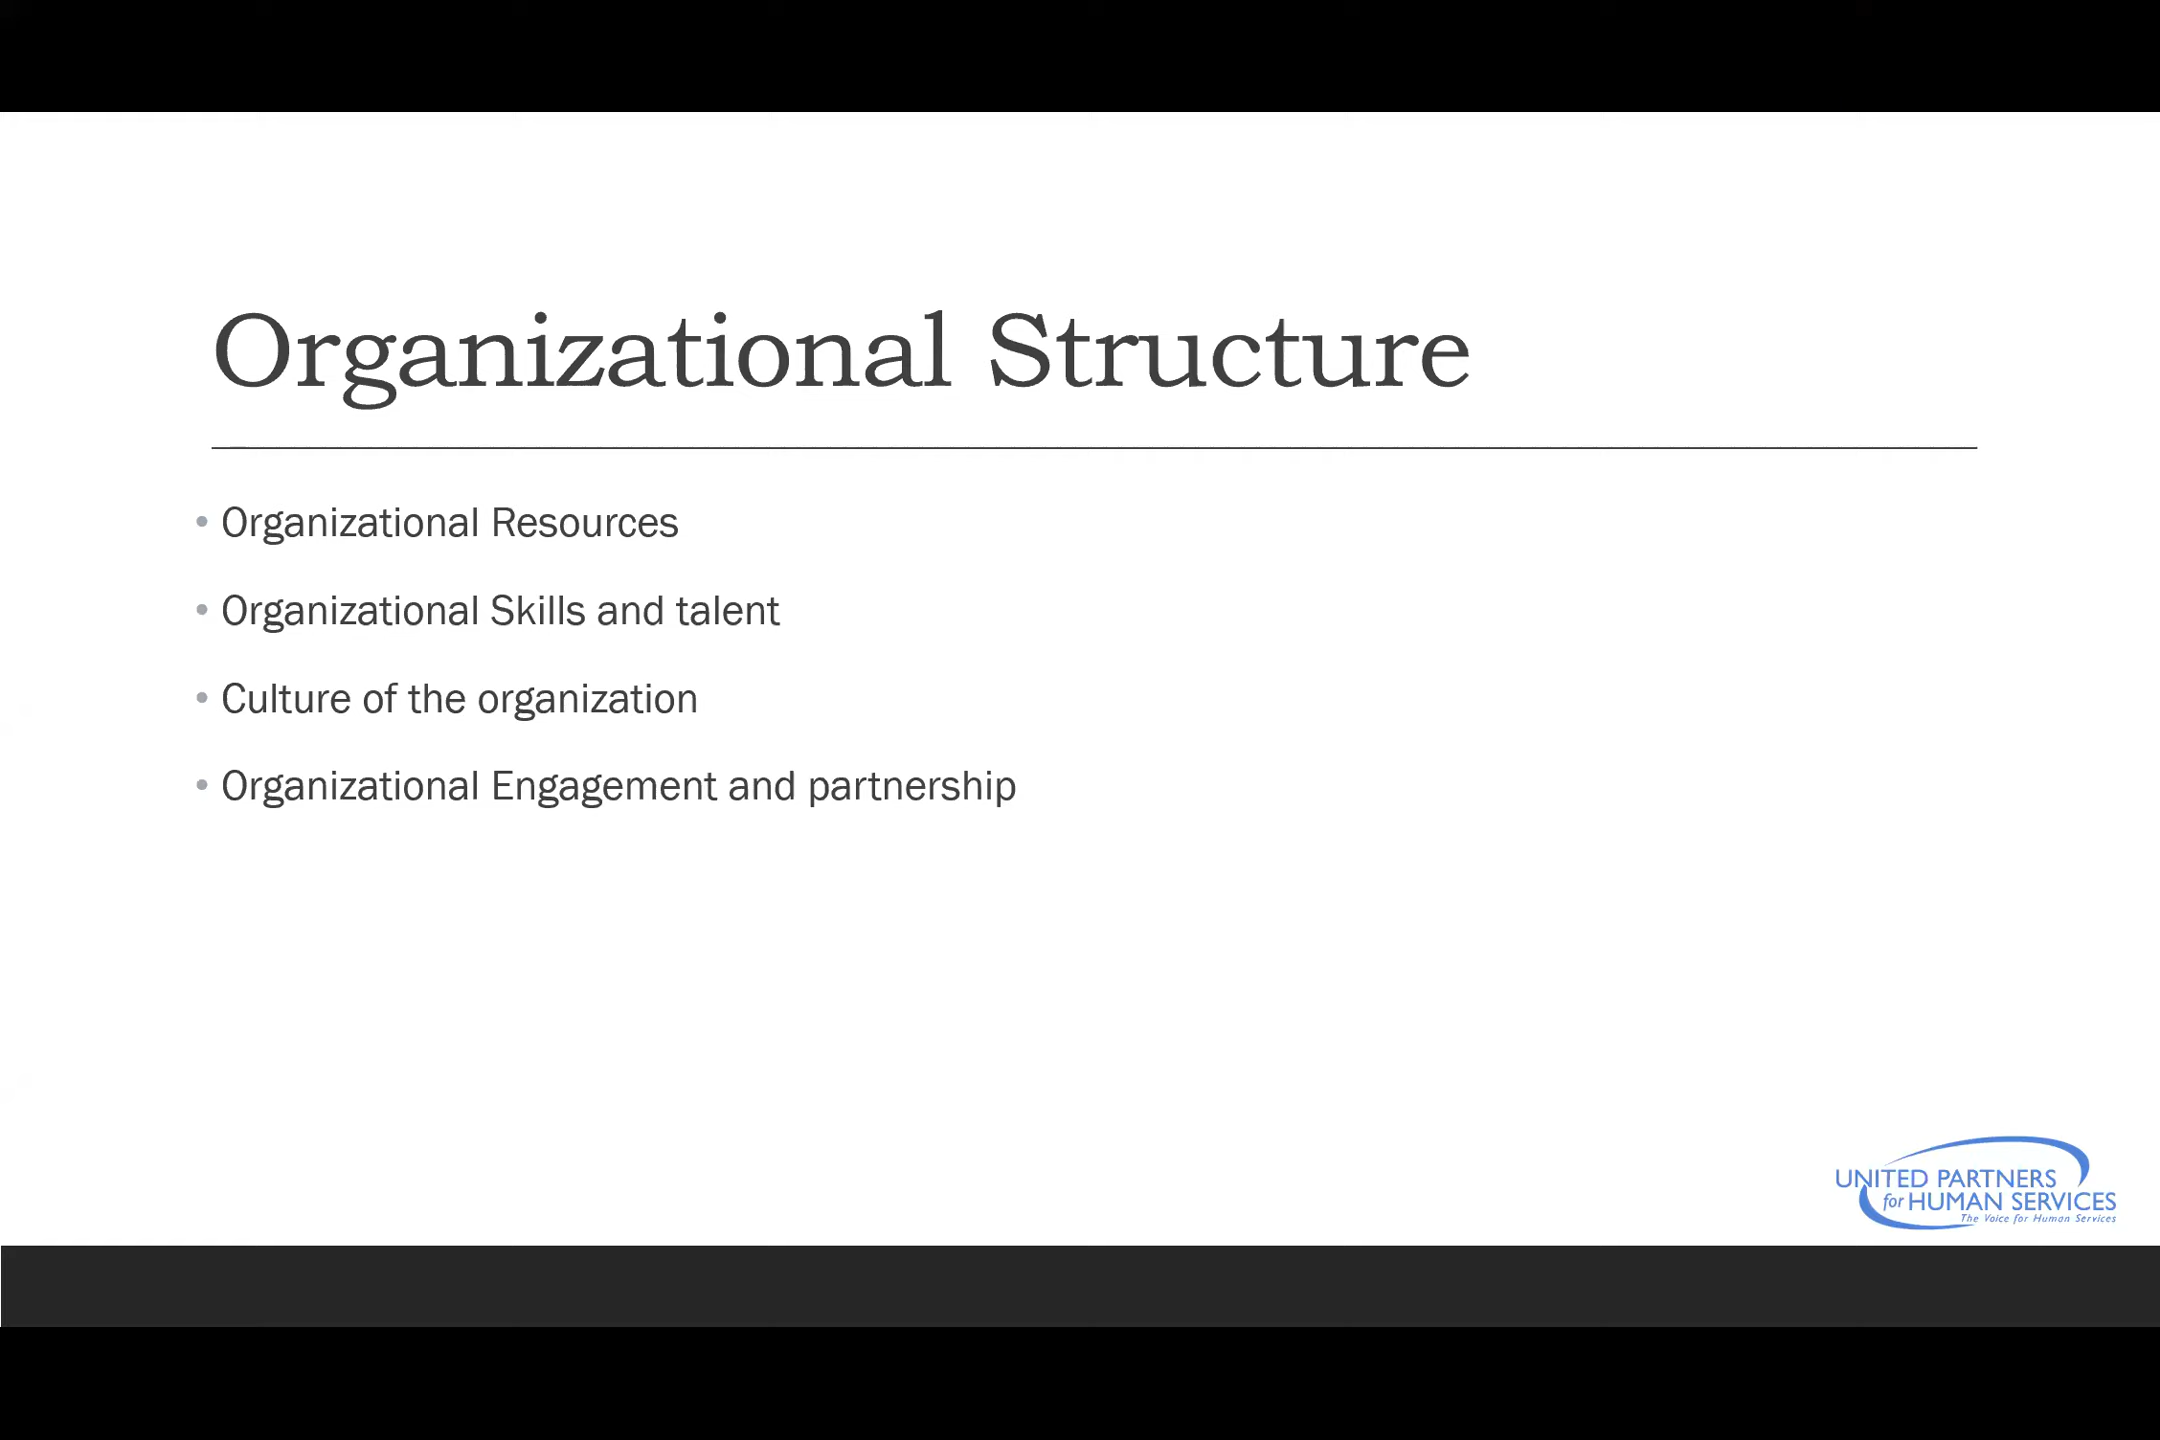 Organizational Structure
• Organizational Resources
• Organizational Skills and talent
• Culture of the organization
• Organizational Engagement and partnership
UNITED PARTNERS
for HUMAN SERVICES
The Voice for Human Services